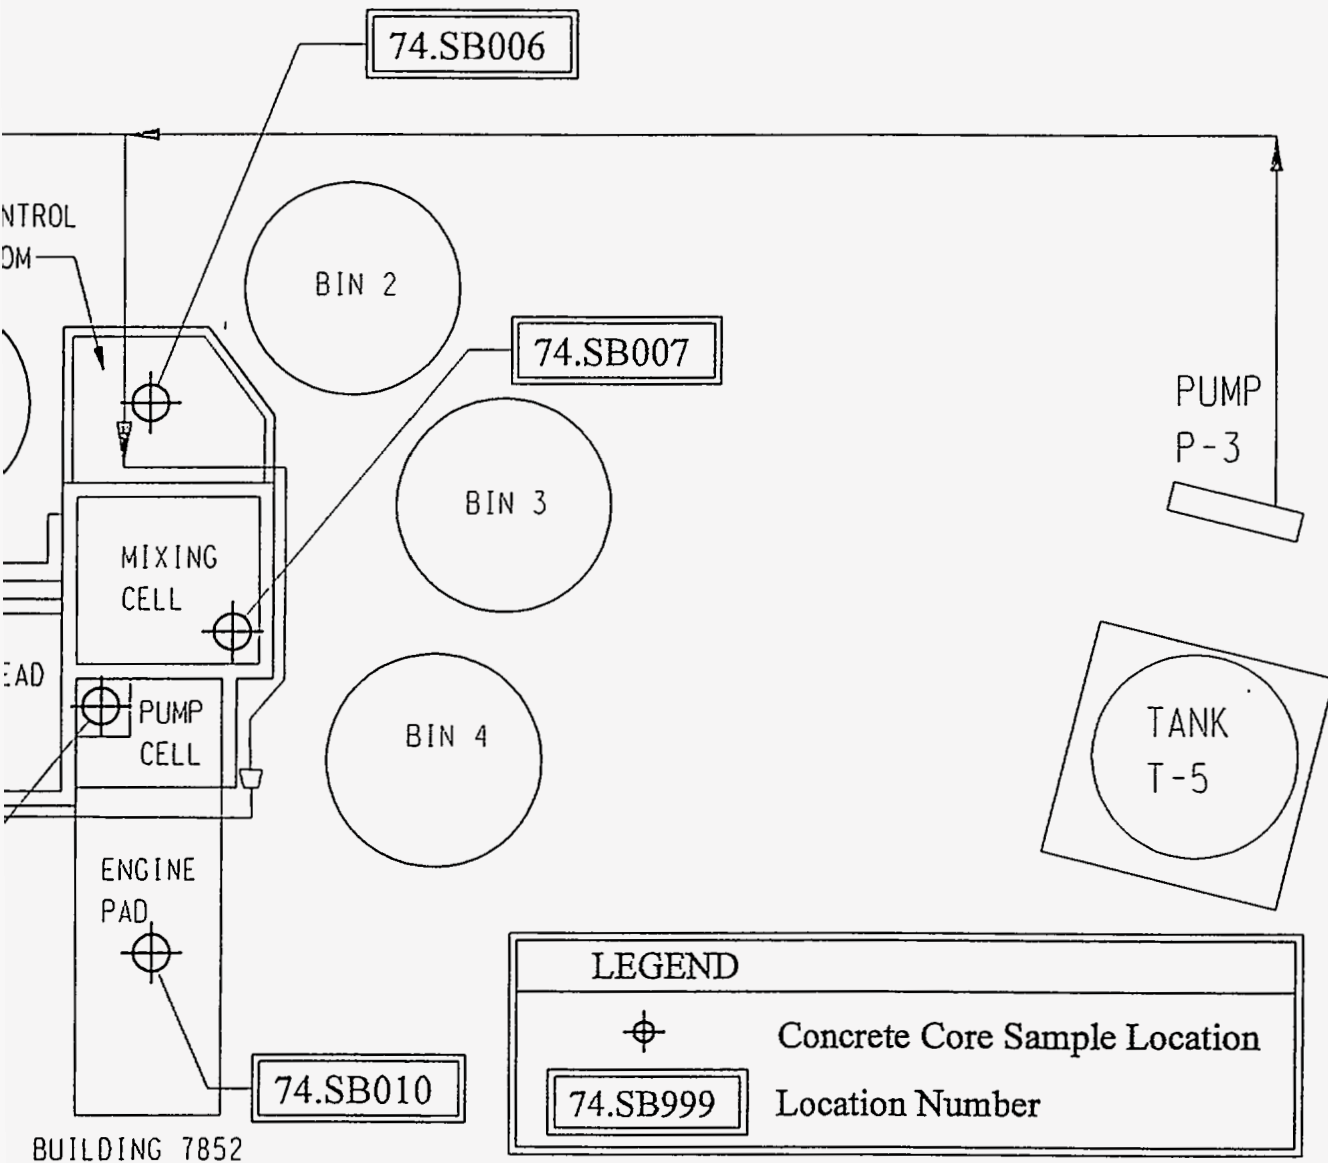 74.SB006
NTROL
OM
BIN 2
74.SB007
PUMP
P-3
BIN 3
MIXING
CELL
EAD
PUMP
CELL
BIN 4
TANK
T-5
ENGINE
PAD
LEGEND
Concrete Core Sample Location
74.SB999 Location Number
74.SB010
BUILDING 7852